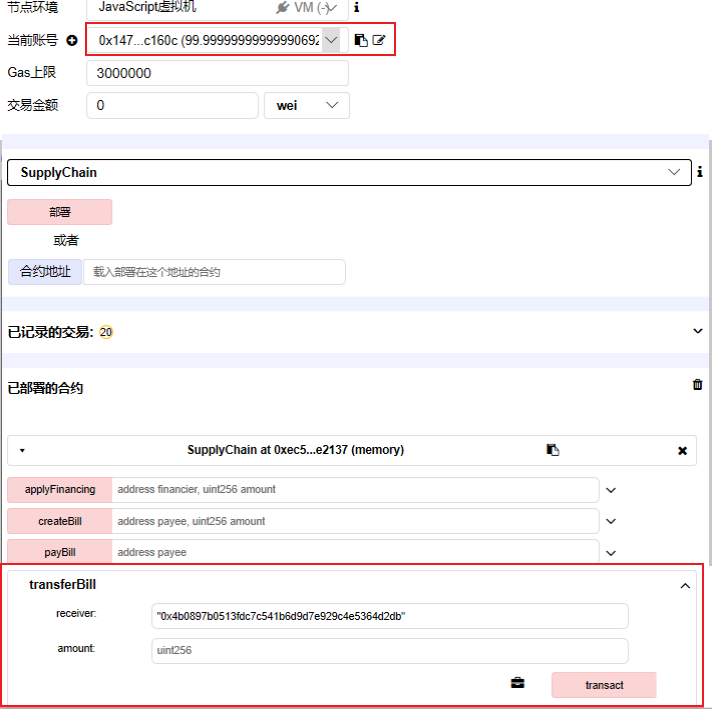 节点环境 JavaScript虚拟机 VM (-)
当前账号 0x147...c160c (99.99999999999990692
Gas上限 3000000
交易金额 0 wei
SupplyChain
部署
或者
合约地址 载入部署在这个地址的合约
已记录的交易: 20
已部署的合约
SupplyChain at 0xec5...e2137 (memory)
applyFinancing address financier, uint256 amount
createBill address payee, uint256 amount
payBill address payee
transferBill
receiver: "0x4b0897b0513fdc7c541b6d9d7e929c4e5364d2db"
amount: uint256
transact